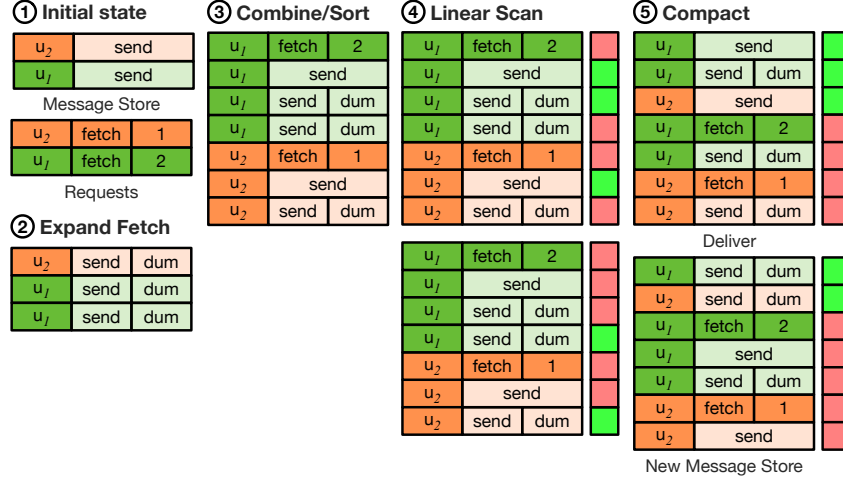 ① Initial state
u2 send
u1 send
Message Store
u2 fetch 1
u1 fetch 2
Requests
② Expand Fetch
u2 send dum
u1 send dum
u1 send dum
③ Combine/Sort
u1 fetch 2
u1 send
u1 send dum
u1 send dum
u2 fetch 1
u2 send
u2 send dum
④ Linear Scan
u1 fetch 2
u1 send
u1 send dum
u1 send dum
u2 fetch 1
u2 send
u2 send dum
u1 fetch 2
u1 send
u1 send dum
u1 send dum
u2 fetch 1
u2 send
u2 send dum
⑤ Compact
u1 send
u1 send dum
u2 send
u1 fetch 2
u1 send dum
u2 fetch 1
u2 send dum
Deliver
u1 send dum
u2 send dum
u1 fetch 2
u1 send
u1 send dum
u2 fetch 1
u2 send
New Message Store